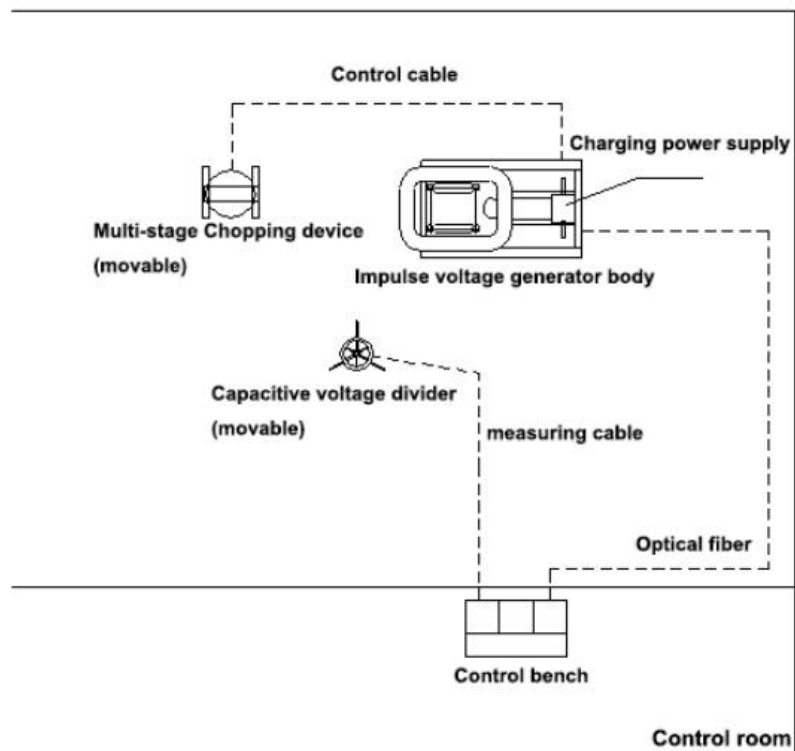 Control cable
Charging power supply
Multi-stage Chopping device
(movable)
Impulse voltage generator body
Capacitive voltage divider
(movable)
measuring cable
Optical fiber
Control bench
Control room